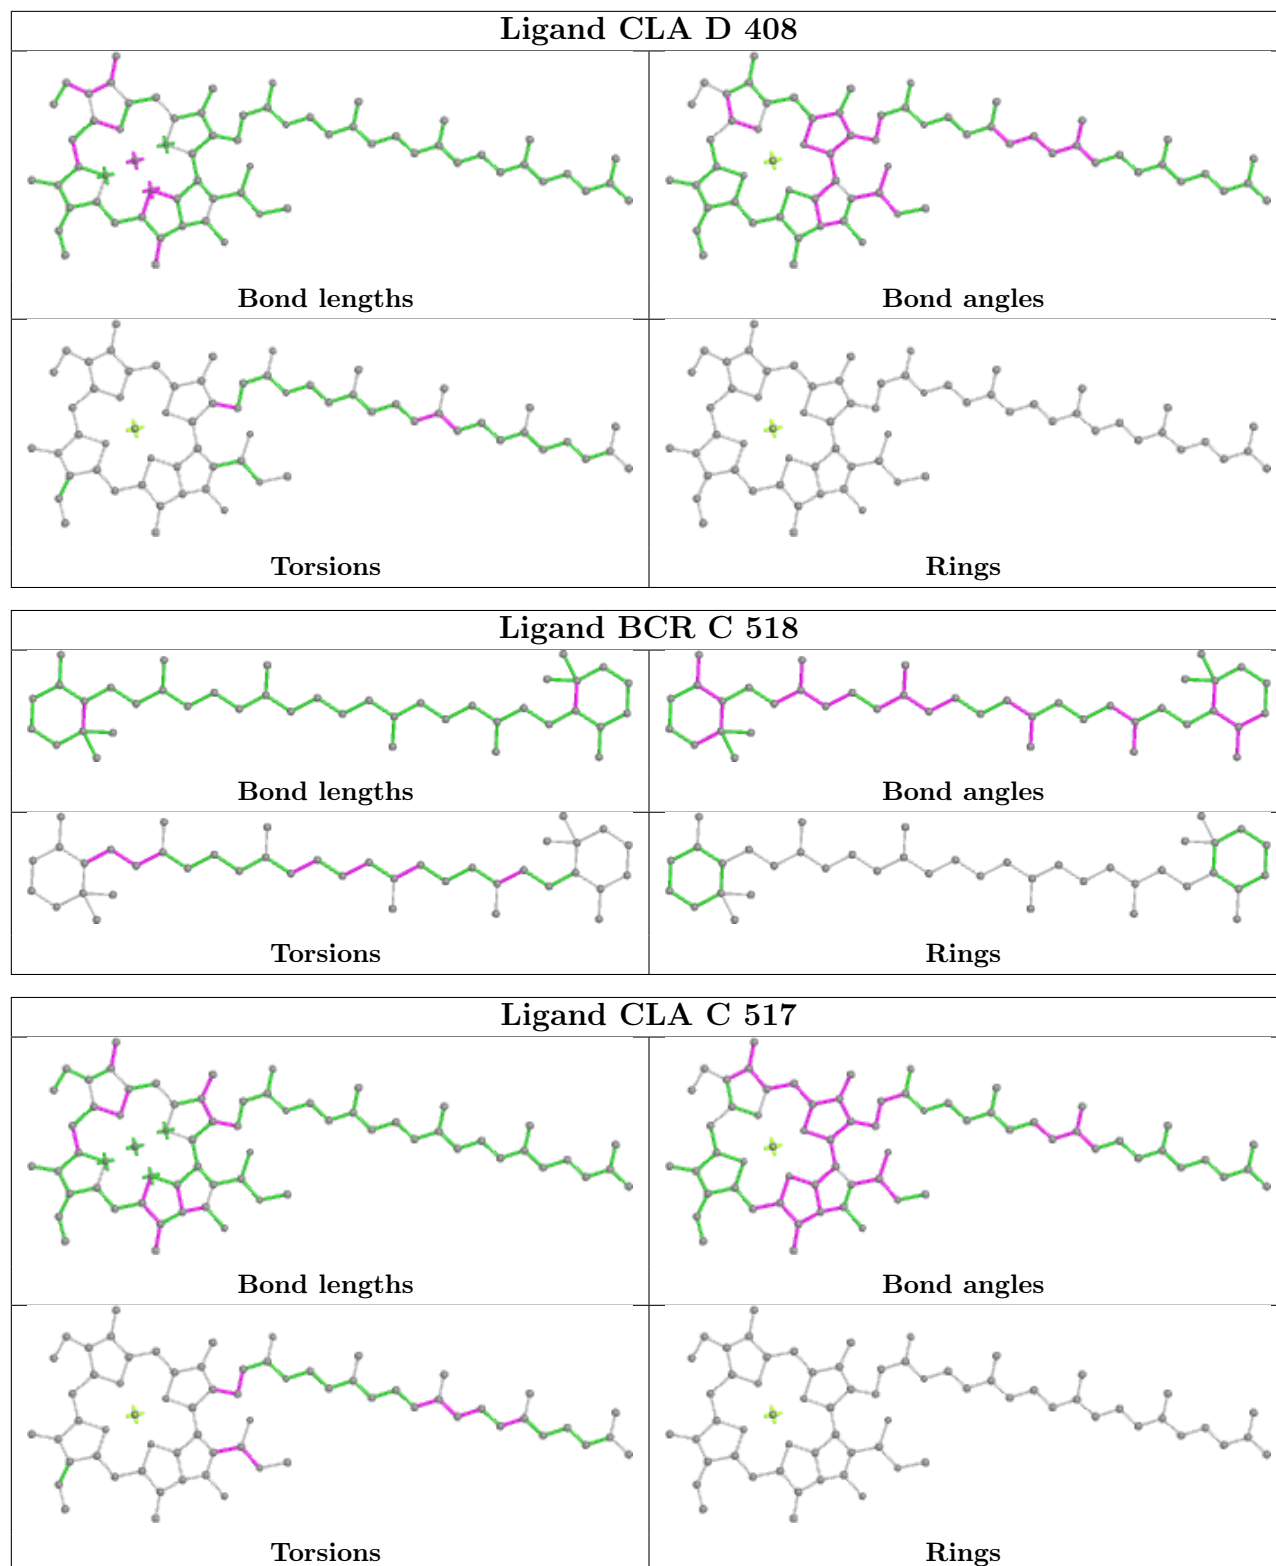 Ligand CLA D 408
Bond lengths
Bond angles
Torsions
Rings
Ligand BCR C 518
Bond lengths
Bond angles
Torsions
Rings
Ligand CLA C 517
Bond lengths
Bond angles
Torsions
Rings